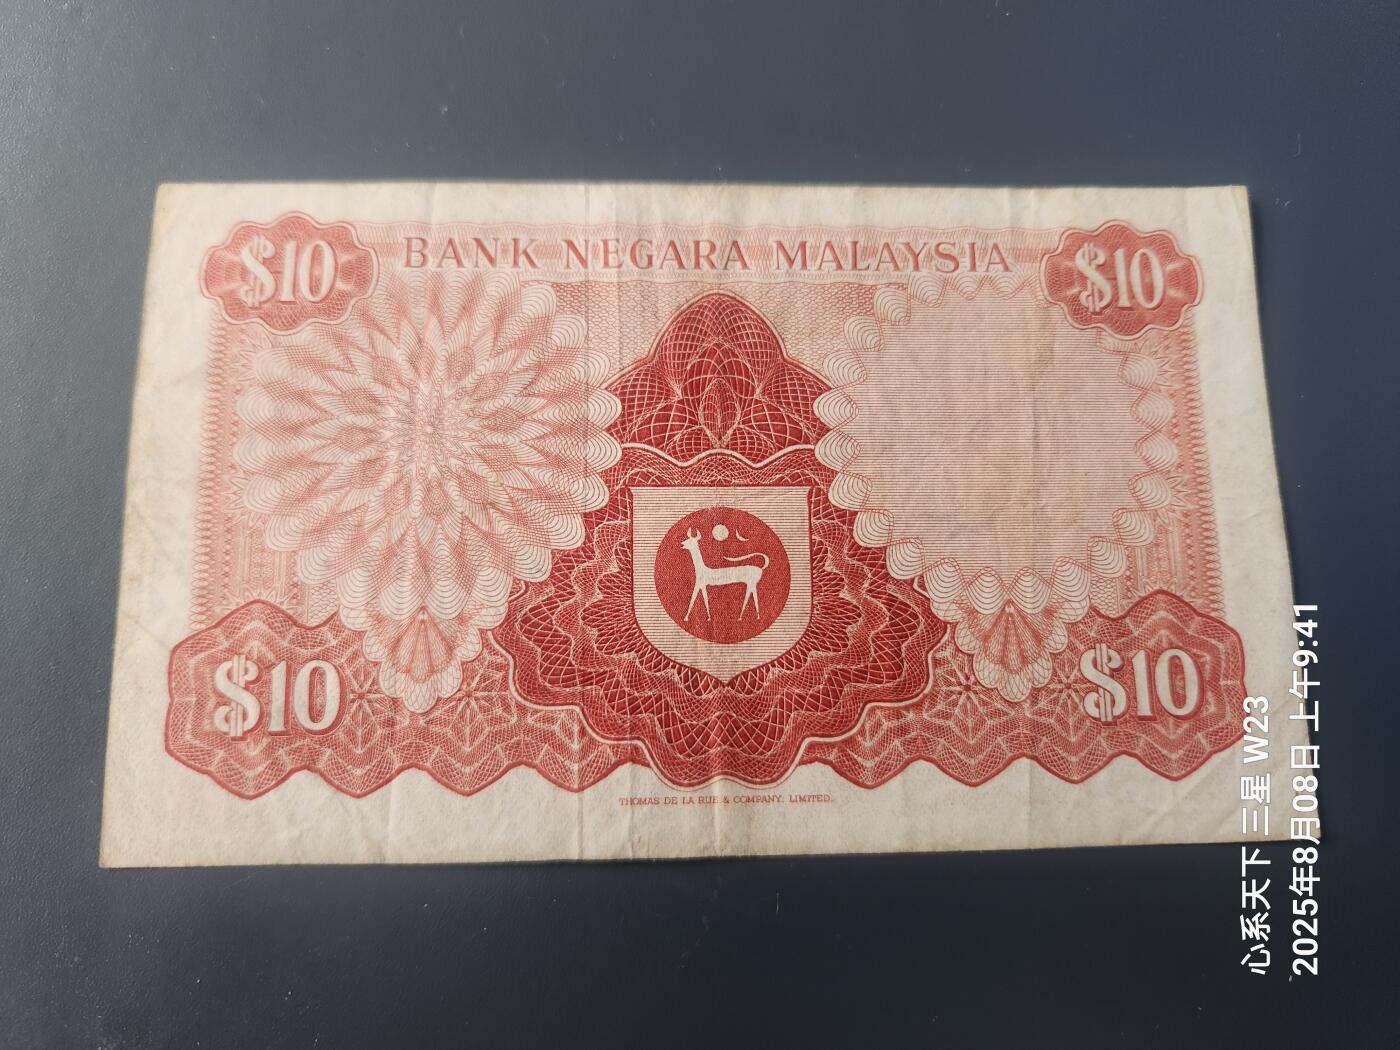 $10 BANK NEGARA MALAYSIA $10
$10 $10
THOMAS DE LA RUE & COMPANY, LIMITED.
心系天下 三星 W23
2025年8月08日 上午9:41